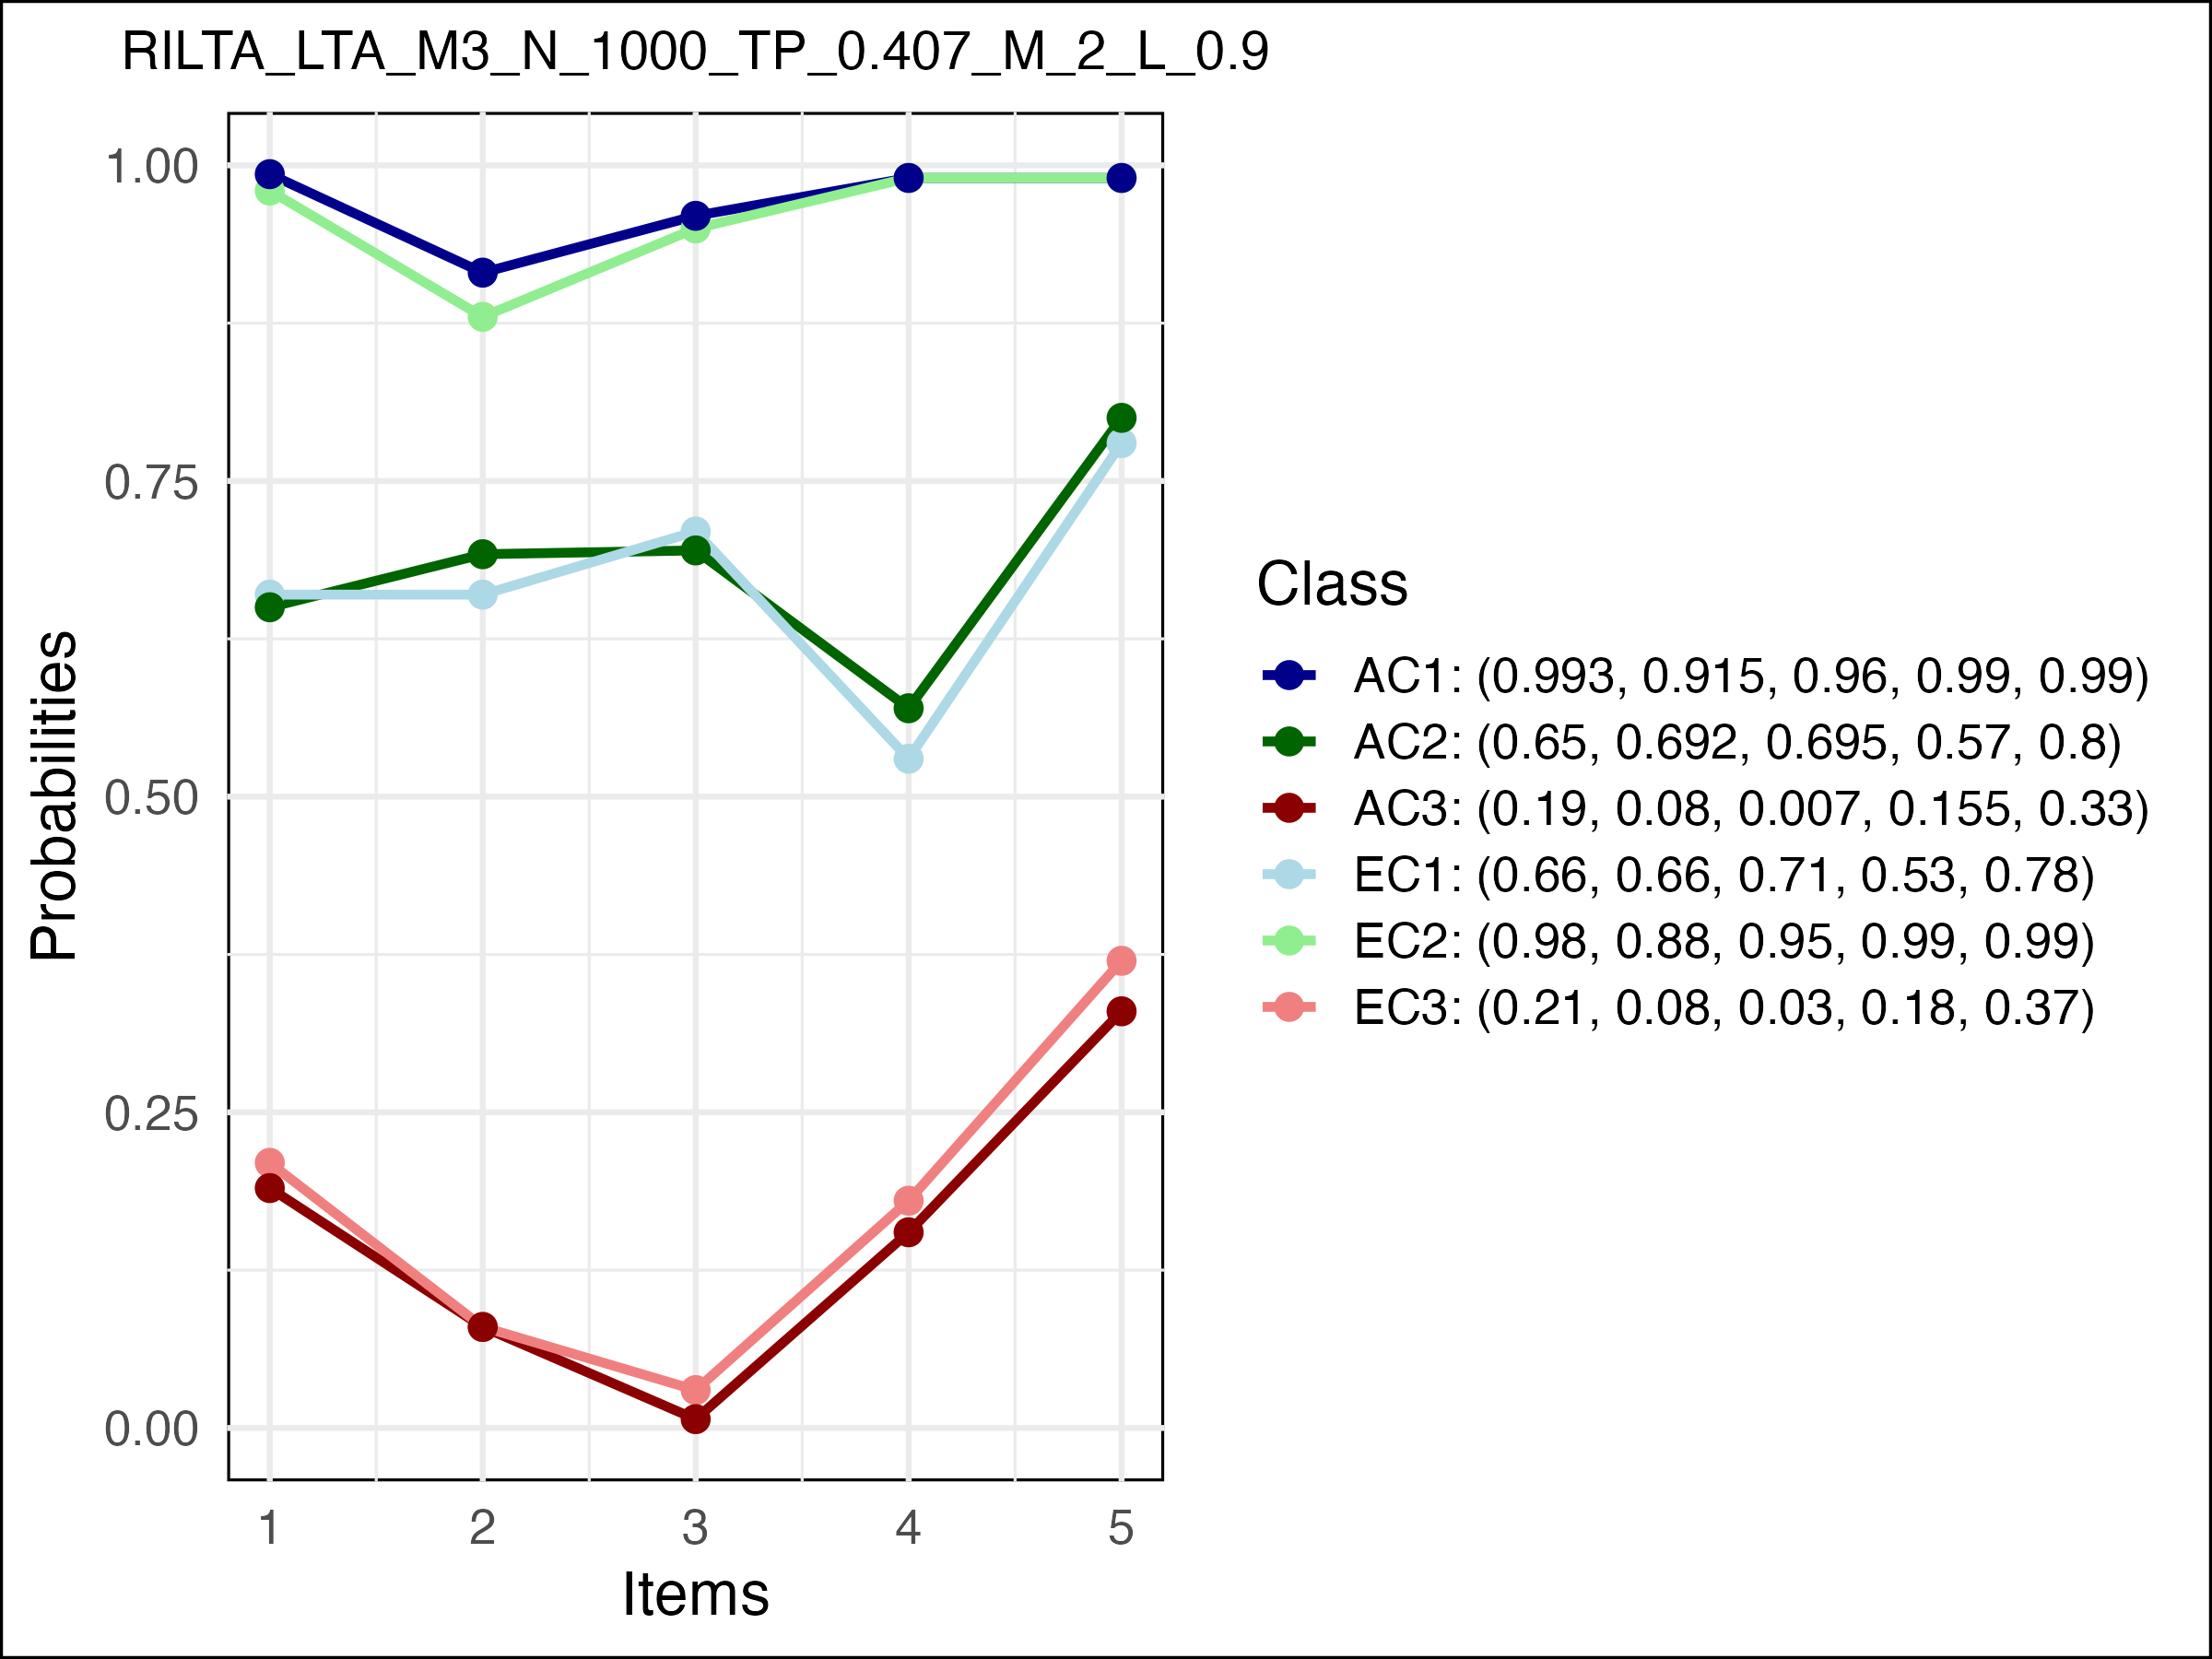 RILTA_LTA_M3_N_1000_TP_0.407_M_2_L_0.9
1.00
0.75
0.50
0.25
0.00
Probabilities
1 2 3 4 5
Items
Class
AC1: (0.993, 0.915, 0.96, 0.99, 0.99)
AC2: (0.65, 0.692, 0.695, 0.57, 0.8)
AC3: (0.19, 0.08, 0.007, 0.155, 0.33)
EC1: (0.66, 0.66, 0.71, 0.53, 0.78)
EC2: (0.98, 0.88, 0.95, 0.99, 0.99)
EC3: (0.21, 0.08, 0.03, 0.18, 0.37)